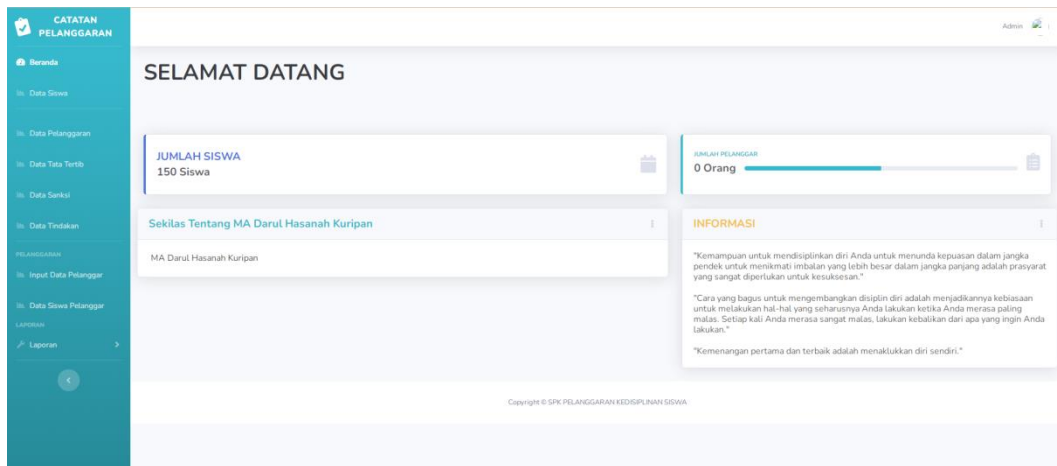 CATATAN
PELANGGARAN
Admin
Beranda
Data Siswa
Data Pelanggaran
Data Tata Tertib
Data Sanksi
Data Tindakan
PELANGGARAN
Input Data Pelanggar
Data Siswa Pelanggar
LAPORAN
Laporan
SELAMAT DATANG
JUMLAH SISWA
150 Siswa
JUMLAH PELANGGAR
0 Orang
Sekilas Tentang MA Darul Hasanah Kuripan
MA Darul Hasanah Kuripan
INFORMASI
"Kemampuan untuk mendisiplinkan diri Anda untuk menunda kepuasan dalam jangka
pendek untuk menikmati imbalan yang lebih besar dalam jangka panjang adalah prasyarat
yang sangat diperlukan untuk kesuksesan."
"Cara yang bagus untuk mengembangkan disiplin diri adalah menjadikannya kebiasaan
untuk melakukan hal-hal yang seharusnya Anda lakukan ketika Anda merasa paling
malas. Setiap kali Anda merasa sangat malas, lakukan kebalikan dari apa yang ingin Anda
lakukan."
"Kemenangan pertama dan terbaik adalah menaklukkan diri sendiri."
Copyright © SPK PELANGGARAN KEDISIPLINAN SISWA